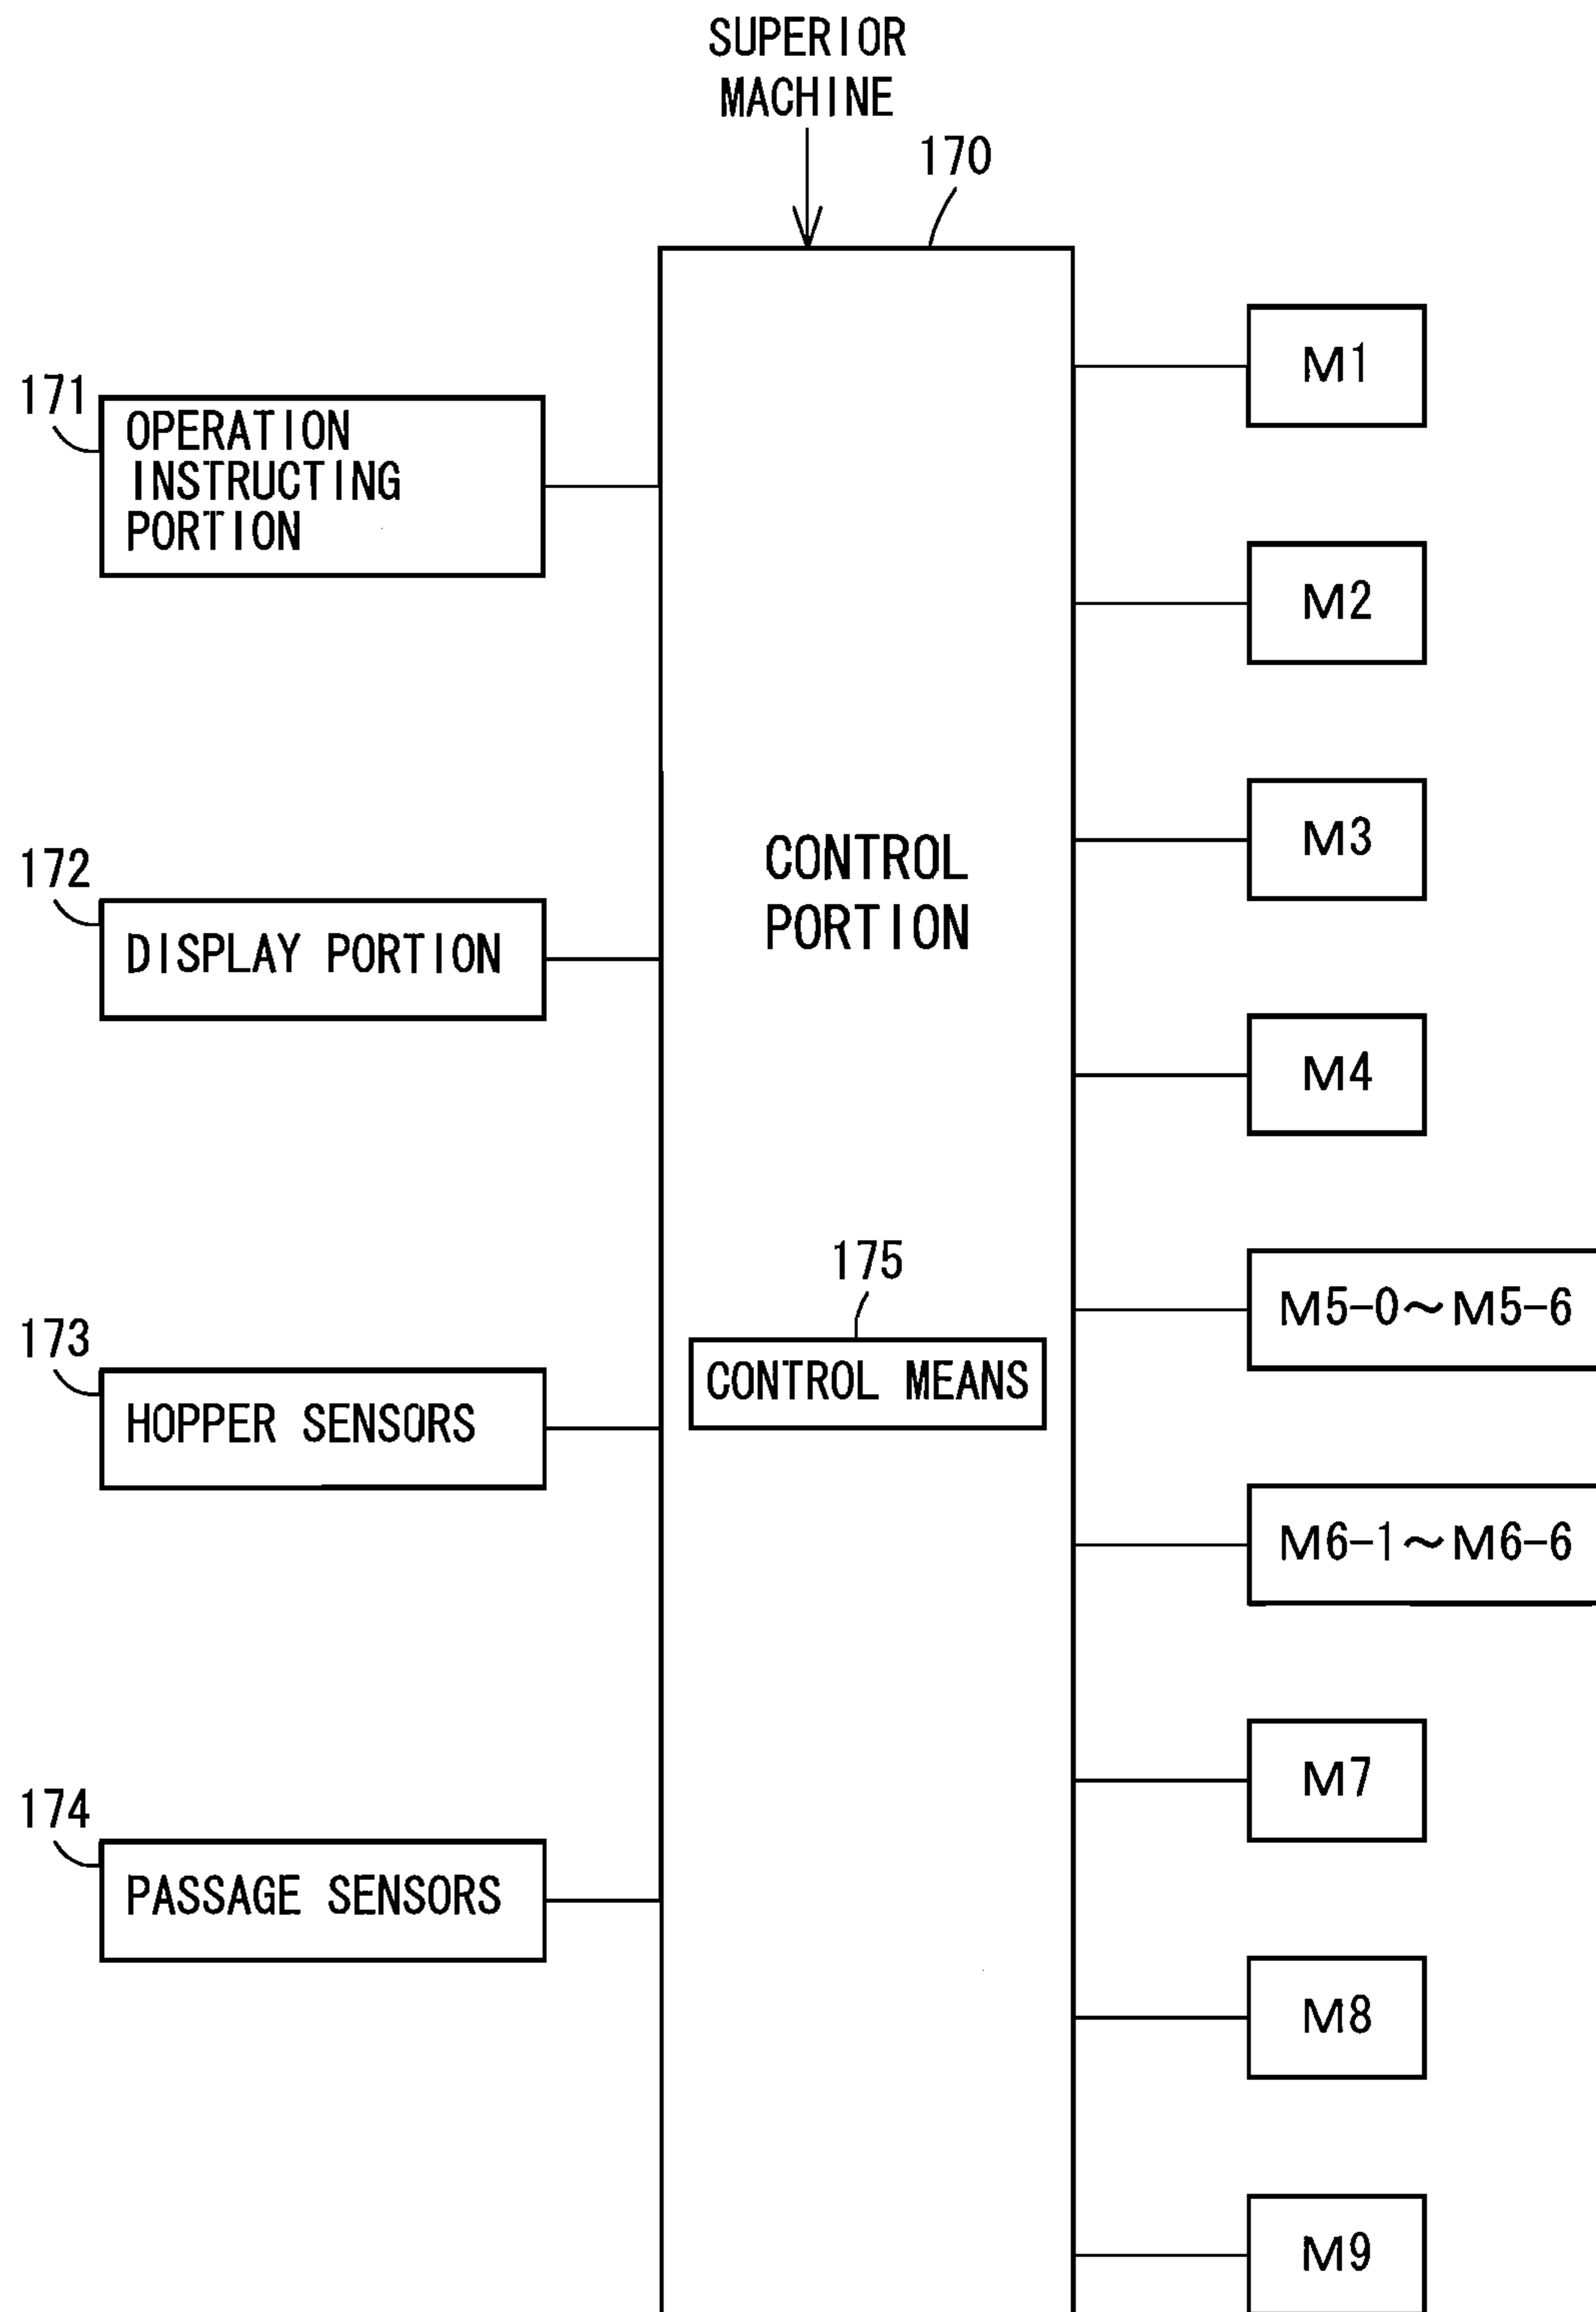 SUPERIOR
MACHINE
170
171
OPERATION
INSTRUCTING
PORTION
172
DISPLAY PORTION
173
HOPPER SENSORS
174
PASSAGE SENSORS
CONTROL
PORTION
175
CONTROL MEANS
M1
M2
M3
M4
M5-0～M5-6
M6-1～M6-6
M7
M8
M9